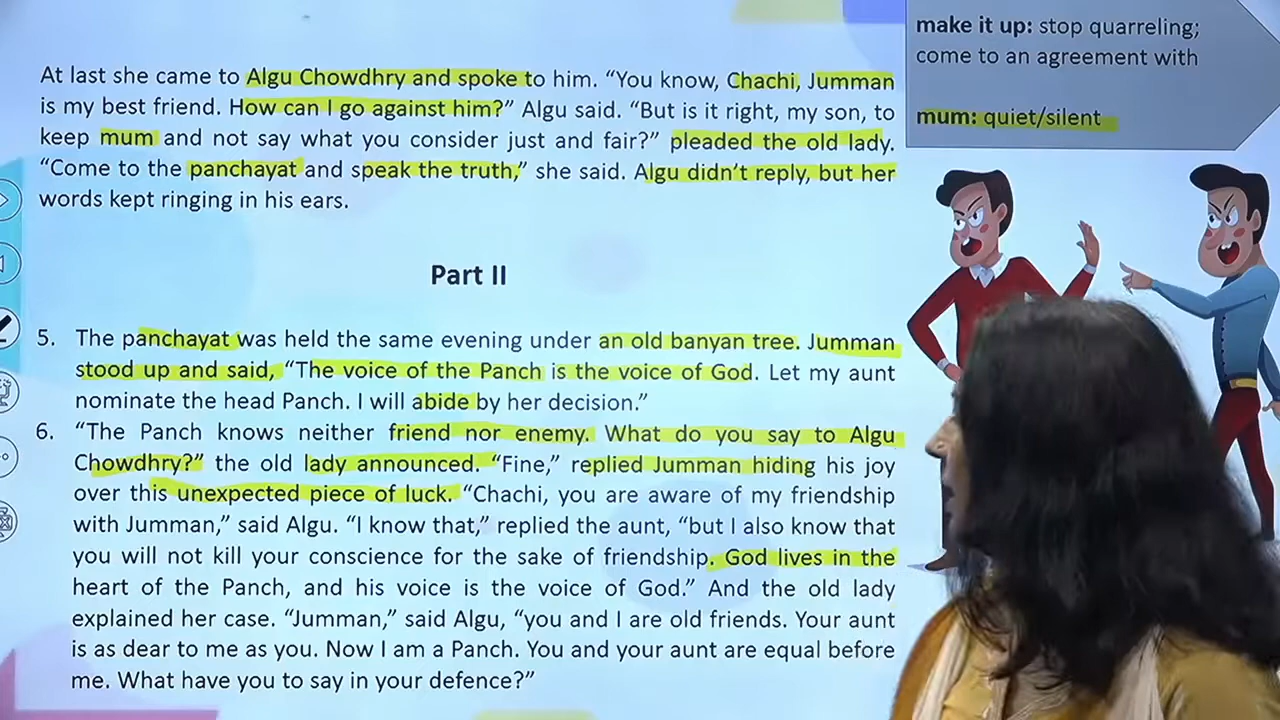 make it up: stop quarreling;
come to an agreement with
mum: quiet/silent
At last she came to Algu Chowdhry and spoke to him. “You know, Chachi, Jumman
is my best friend. How can I go against him?” Algu said. “But is it right, my son, to
keep mum and not say what you consider just and fair?” pleaded the old lady.
“Come to the panchayat and speak the truth,” she said. Algu didn’t reply, but her
words kept ringing in his ears.
Part II
5. The panchayat was held the same evening under an old banyan tree. Jumman
stood up and said, “The voice of the Panch is the voice of God. Let my aunt
nominate the head Panch. I will abide by her decision.”
6. “The Panch knows neither friend nor enemy. What do you say to Algu
Chowdhry?” the old lady announced. “Fine,” replied Jumman hiding his joy
over this unexpected piece of luck. “Chachi, you are aware of my friendship
with Jumman,” said Algu. “I know that,” replied the aunt, “but I also know that
you will not kill your conscience for the sake of friendship. God lives in the
heart of the Panch, and his voice is the voice of God.” And the old lady
explained her case. “Jumman,” said Algu, “you and I are old friends. Your aunt
is as dear to me as you. Now I am a Panch. You and your aunt are equal before
me. What have you to say in your defence?”